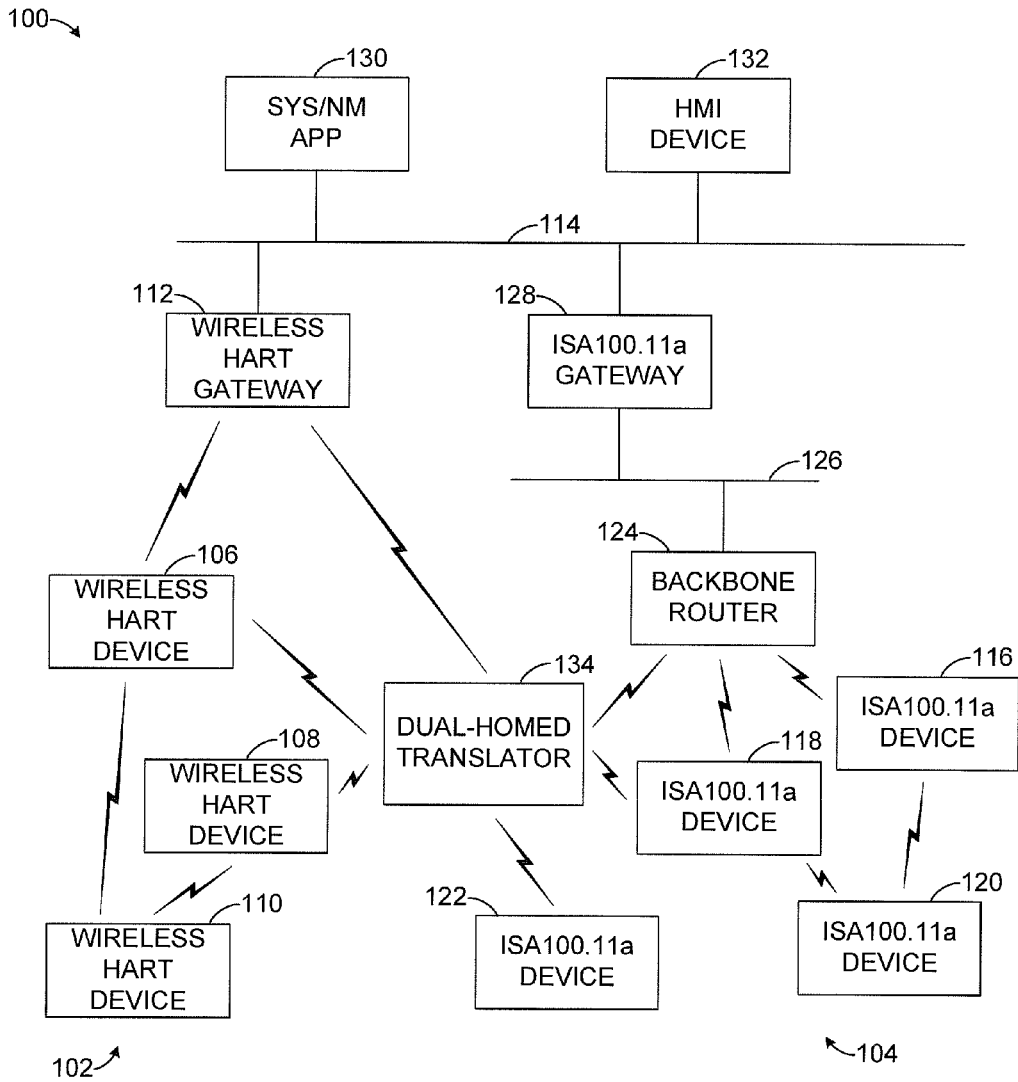 100
130
SYS/NM
APP
132
HMI
DEVICE
114
112
WIRELESS
HART
GATEWAY
128
ISA100.11a
GATEWAY
126
124
BACKBONE
ROUTER
106
WIRELESS
HART
DEVICE
134
DUAL-HOMED
TRANSLATOR
116
ISA100.11a
DEVICE
108
WIRELESS
HART
DEVICE
118
ISA100.11a
DEVICE
110
WIRELESS
HART
DEVICE
122
ISA100.11a
DEVICE
120
ISA100.11a
DEVICE
102
104